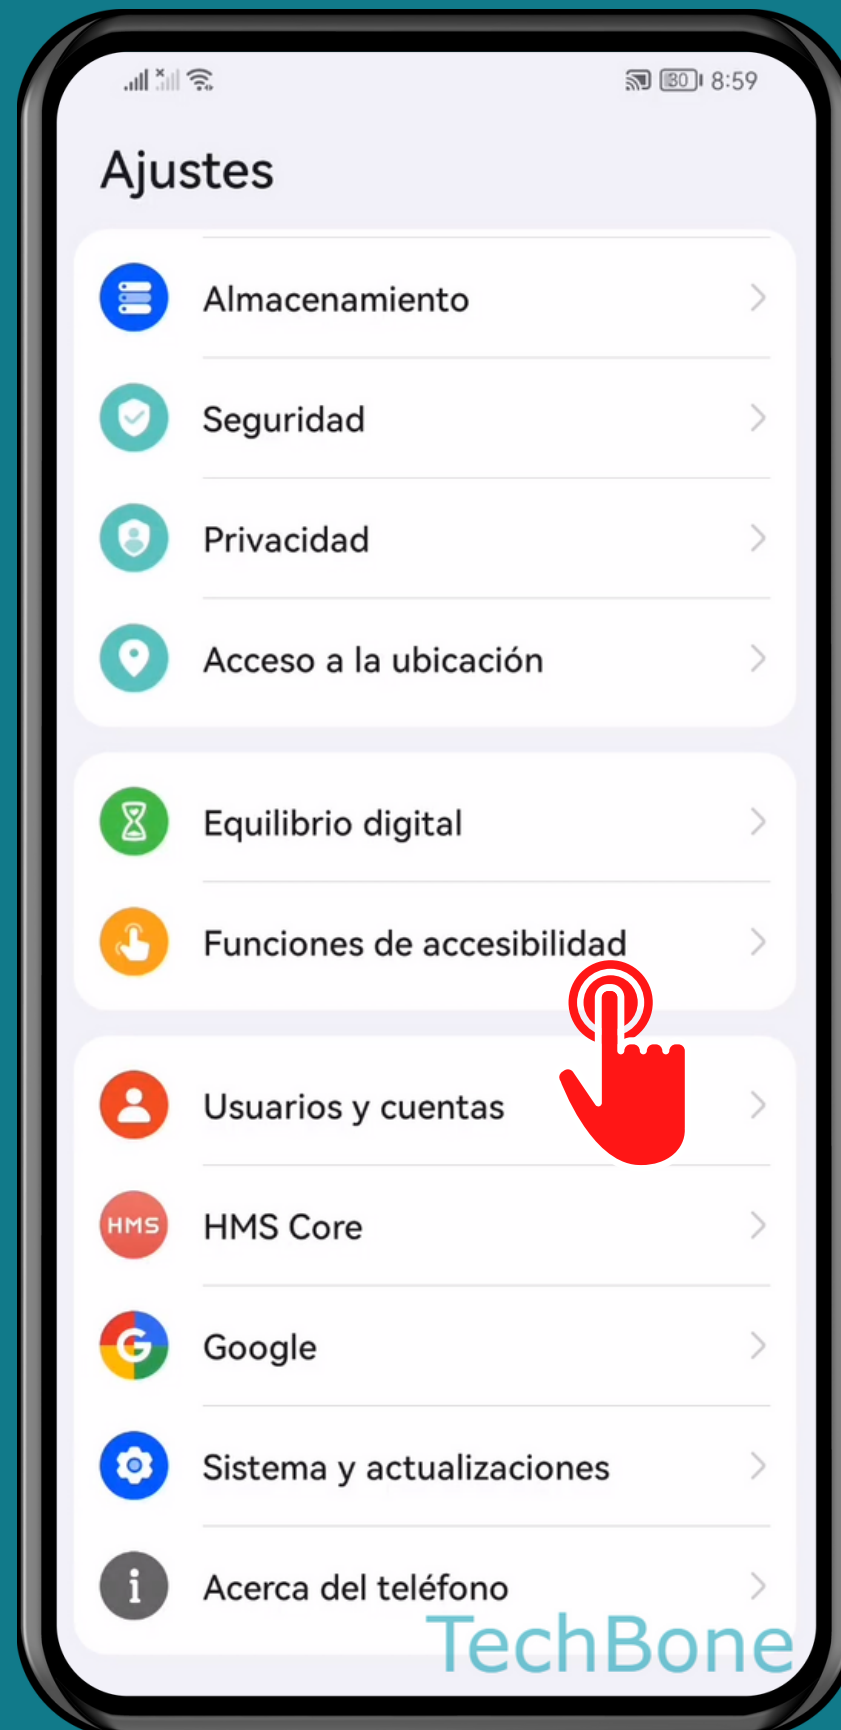 30 8:59
Ajustes
Almacenamiento
Seguridad
Privacidad
Acceso a la ubicación
Equilibrio digital
Funciones de accesibilidad
Usuarios y cuentas
HMS HMS Core
G Google
Sistema y actualizaciones
i Acerca del teléfono
TechBone